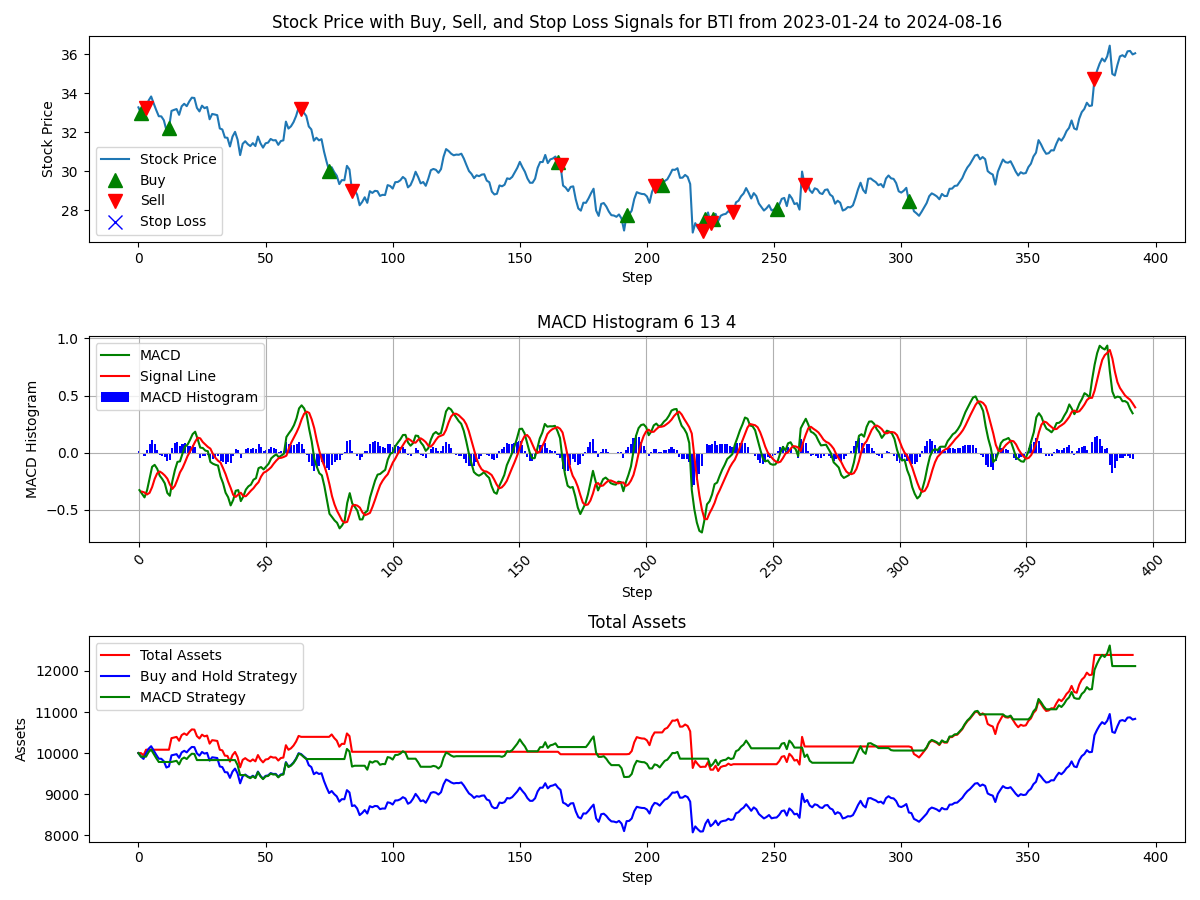 Stock Price with Buy, Sell, and Stop Loss Signals for BTI from 2023-01-24 to 2024-08-16
Stock Price
36
34
32
30
28
Stock Price
Buy
Sell
Stop Loss
0 50 100 150 200 250 300 350 400
Step
MACD Histogram 6 13 4
MACD Histogram
1.0
0.5
0.0
−0.5
MACD
Signal Line
MACD Histogram
0 50 100 150 200 250 300 350 400
Step
Total Assets
Assets
12000
11000
10000
9000
8000
Total Assets
Buy and Hold Strategy
MACD Strategy
0 50 100 150 200 250 300 350 400
Step